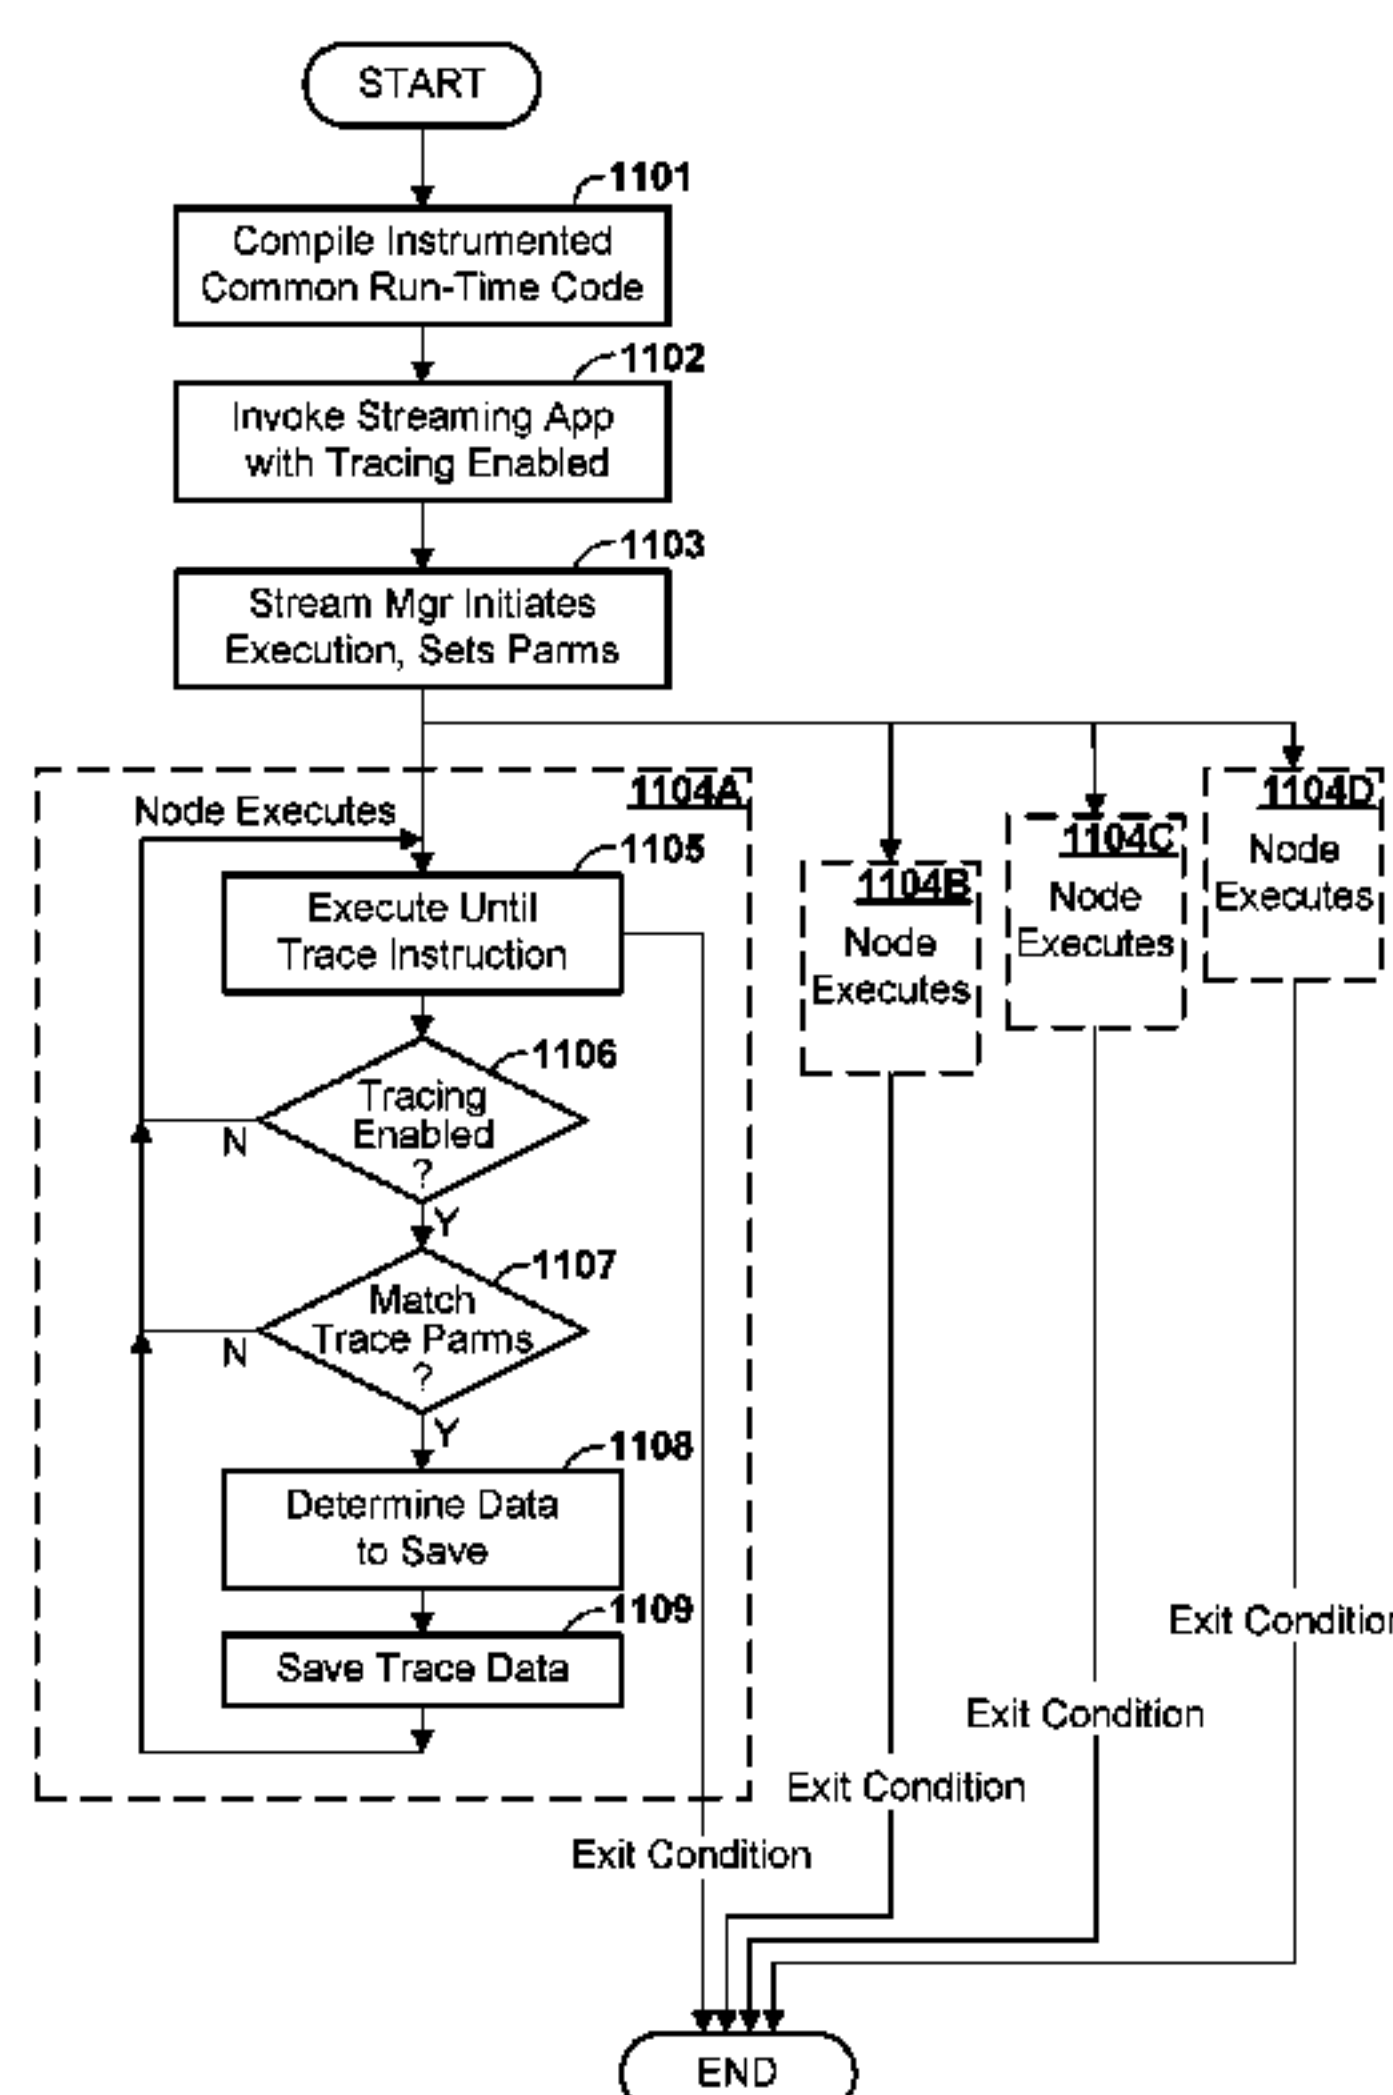 START
1101
Compile Instrumented
Common Run-Time Code
1102
Invoke Streaming App
with Tracing Enabled
1103
Stream Mgr Initiates
Execution, Sets Parms
1104A
Node Executes
1105
Execute Until
Trace Instruction
1106
Tracing
Enabled
?
N
Y
1107
Match
Trace Parms
?
N
Y
1108
Determine Data
to Save
1109
Save Trace Data
1104B
Node
Executes
1104C
Node
Executes
1104D
Node
Executes
Exit Condition
Exit Condition
Exit Condition
Exit Condition
END